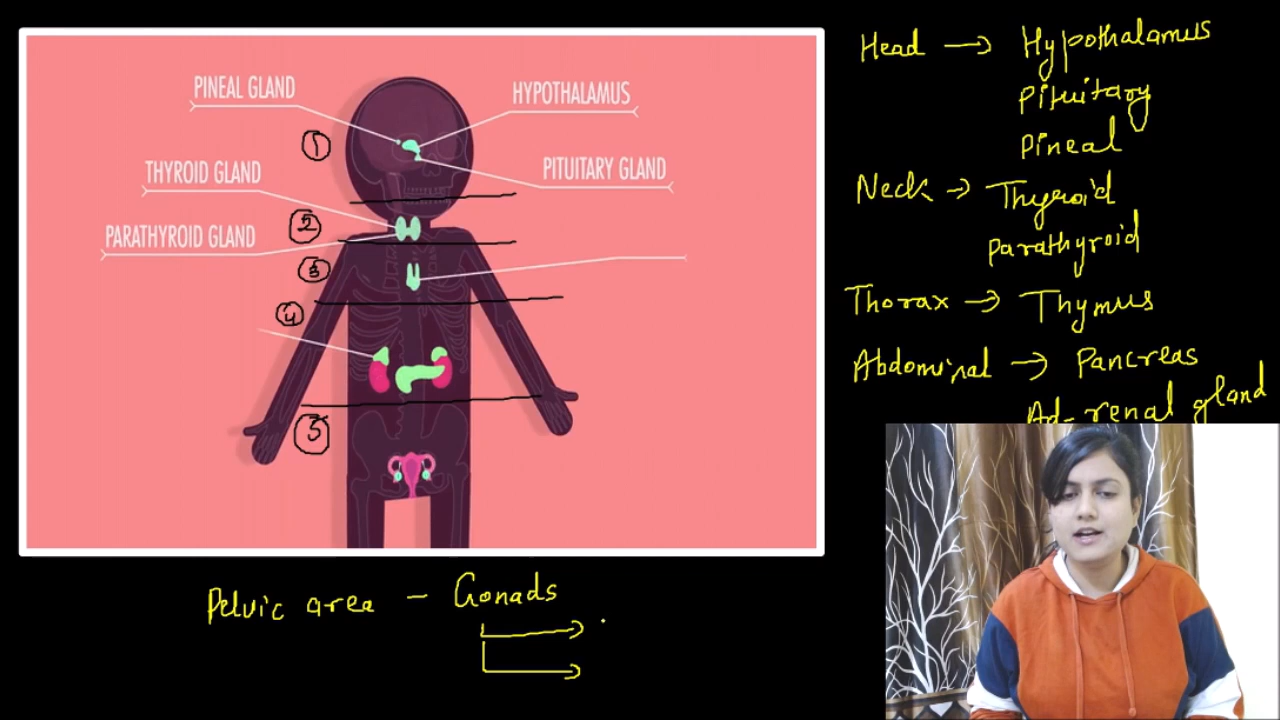 PINEAL GLAND
HYPOTHALAMUS
1
THYROID GLAND
PITUITARY GLAND
2
PARATHYROID GLAND
3
4
5
Head → Hypothalamus
Pituitary
Pineal
Neck → Thyroid
Parathyroid
Thorax → Thymus
Abdominal → Pancreas
Ad-renal gland
Pelvic area - Gonads